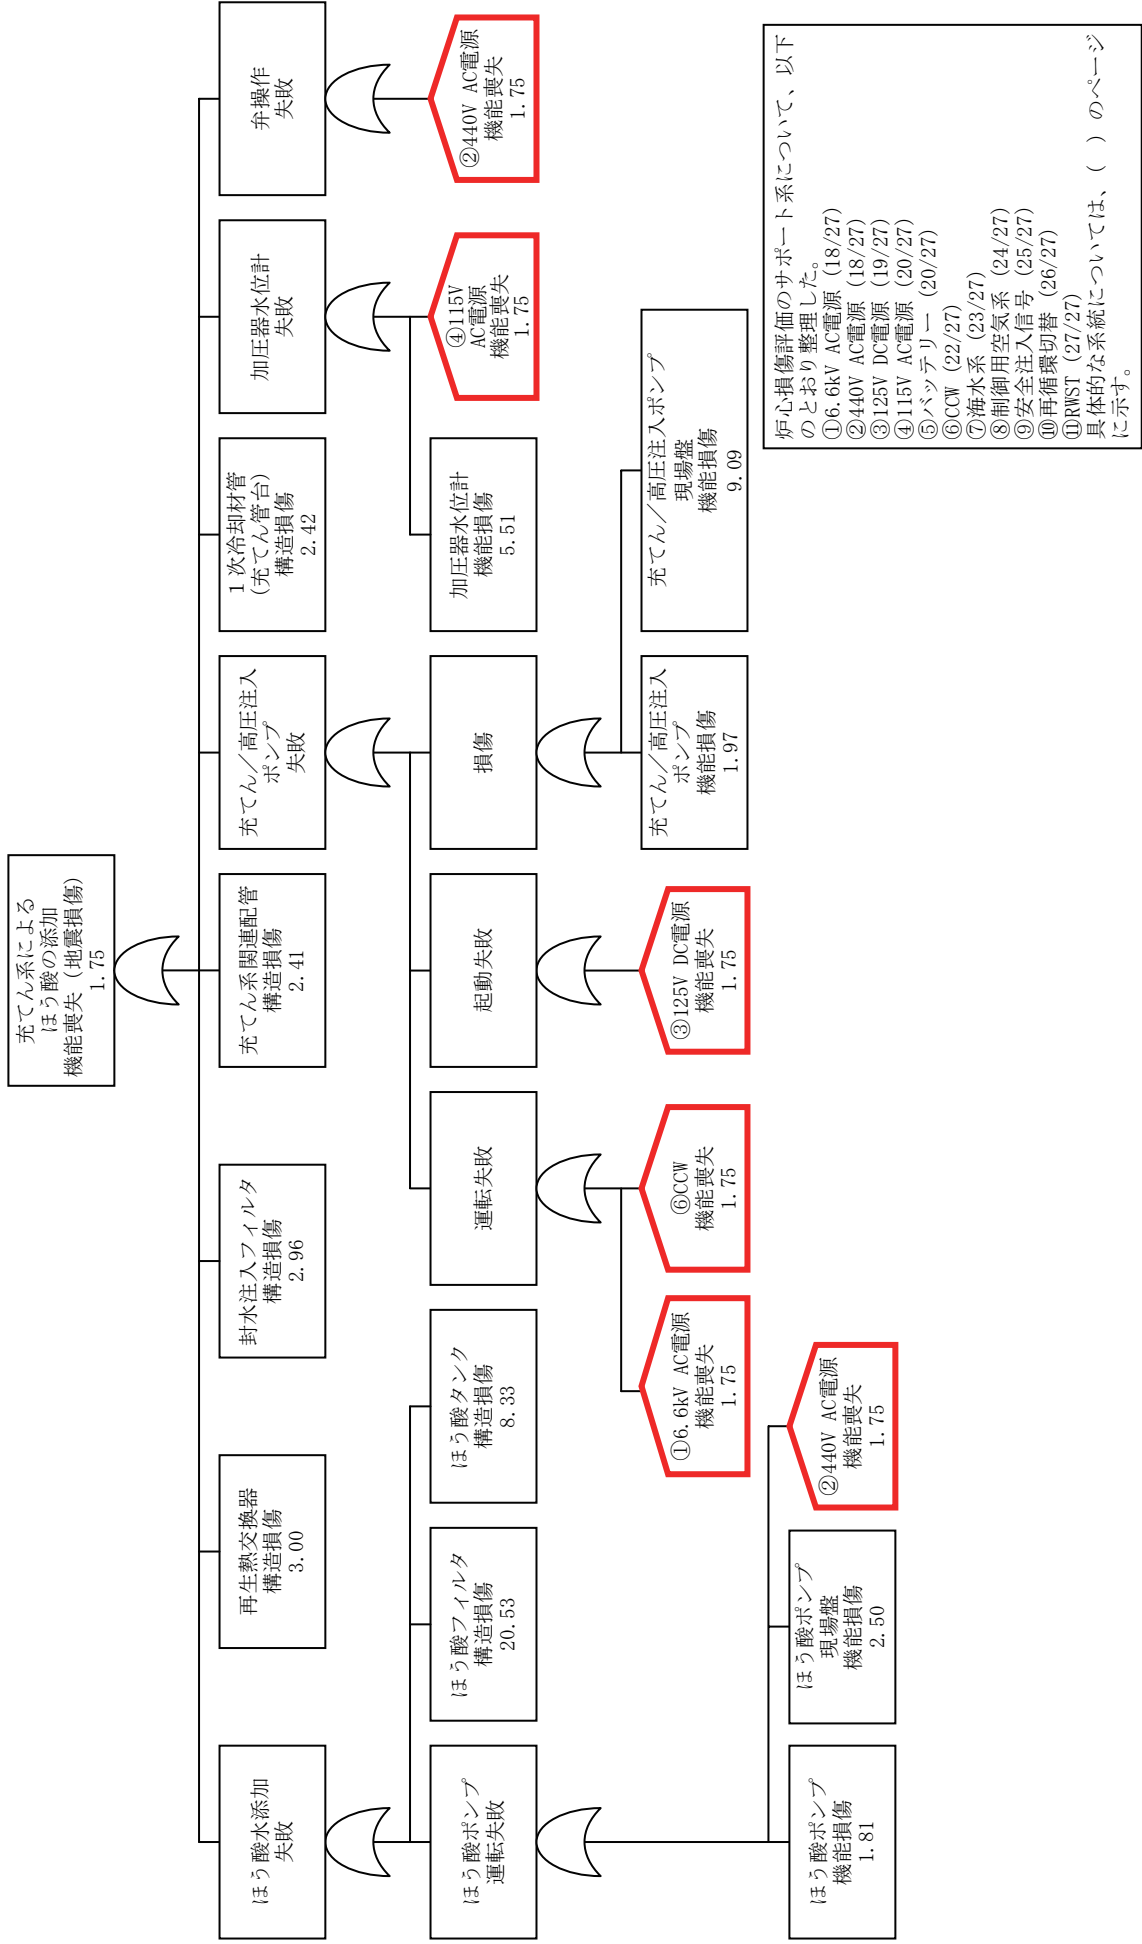 充てん系による
ほう酸の添加
機能喪失（地震損傷）
1.75
ほう酸水添加
失敗
再生熱交換器
構造損傷
3.00
封水注入フィルタ
構造損傷
2.96
充てん系関連配管
構造損傷
2.41
充てん／高圧注入
ポンプ
失敗
1次冷却材管
（充てん管台）
構造損傷
2.42
加圧器水位計
失敗
弁操作
失敗
ほう酸ポンプ
運転失敗
ほう酸フィルタ
構造損傷
20.53
ほう酸タンク
構造損傷
8.33
運転失敗
起動失敗
損傷
加圧器水位計
機能損傷
5.51
④115V
AC電源
機能喪失
1.75
②440V AC電源
機能喪失
1.75
①6.6kV AC電源
機能喪失
1.75
⑥CCW
機能喪失
1.75
③125V DC電源
機能喪失
1.75
充てん／高圧注入
ポンプ
機能損傷
1.97
充てん／高圧注入ポンプ
現場盤
機能損傷
9.09
ほう酸ポンプ
機能損傷
1.81
ほう酸ポンプ
現場盤
機能損傷
2.50
②440V AC電源
機能喪失
1.75
炉心損傷評価のサポート系について、以下
のとおり整理した。
①6.6kV AC電源（18/27）
②440V AC電源（18/27）
③125V DC電源（19/27）
④115V AC電源（20/27）
⑤バッテリー（20/27）
⑥CCW（22/27）
⑦海水系（23/27）
⑧制御用空気系（24/27）
⑨安全注入信号（25/27）
⑩再循環切替（26/27）
⑪RWST（27/27）
具体的な系統については、（ ）のページ
に示す。